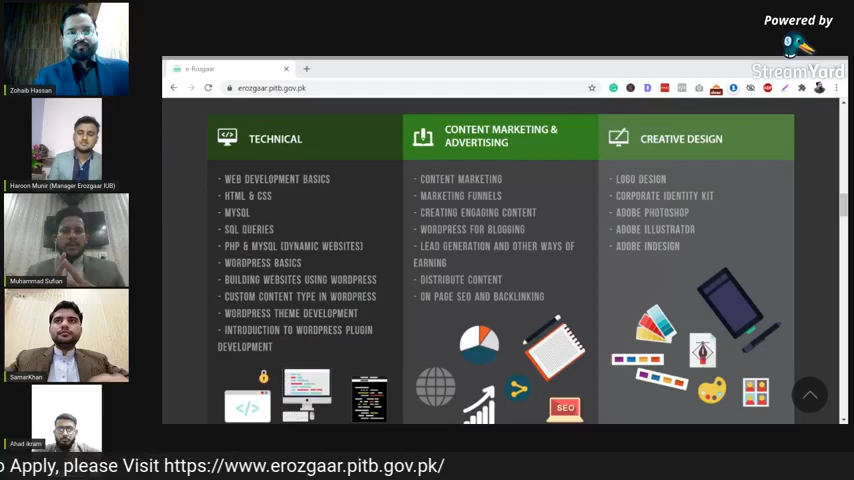 Powered by
StreamYard
Zohaib Hassan
Haroon Munir (Manager Erozgaar IUB)
Muhammad Sufian
SamarKhan
Ahad ikram
e-Rozgaar
erozgaar.pitb.gov.pk
TECHNICAL
- WEB DEVELOPMENT BASICS
- HTML & CSS
- MYSQL
- SQL QUERIES
- PHP & MYSQL (DYNAMIC WEBSITES)
- WORDPRESS BASICS
- BUILDING WEBSITES USING WORDPRESS
- CUSTOM CONTENT TYPE IN WORDPRESS
- WORDPRESS THEME DEVELOPMENT
- INTRODUCTION TO WORDPRESS PLUGIN
DEVELOPMENT
CONTENT MARKETING &
ADVERTISING
- CONTENT MARKETING
- MARKETING FUNNELS
- CREATING ENGAGING CONTENT
- WORDPRESS FOR BLOGGING
- LEAD GENERATION AND OTHER WAYS OF
EARNING
- DISTRIBUTE CONTENT
- ON PAGE SEO AND BACKLINKING
SEO
CREATIVE DESIGN
- LOGO DESIGN
- CORPORATE IDENTITY KIT
- ADOBE PHOTOSHOP
- ADOBE ILLUSTRATOR
- ADOBE INDESIGN
o Apply, please Visit https://www.erozgaar.pitb.gov.pk/